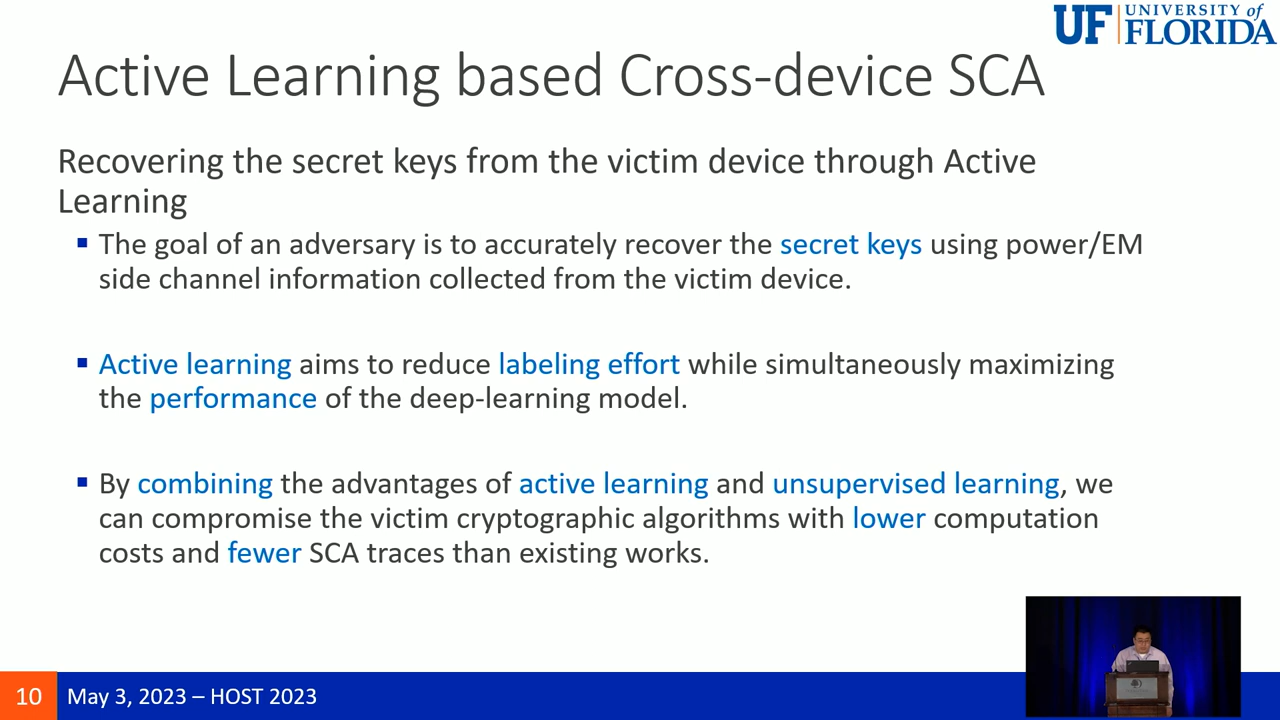 UF UNIVERSITY of
FLORIDA
Active Learning based Cross-device SCA
Recovering the secret keys from the victim device through Active
Learning
▪ The goal of an adversary is to accurately recover the secret keys using power/EM
side channel information collected from the victim device.
▪ Active learning aims to reduce labeling effort while simultaneously maximizing
the performance of the deep-learning model.
▪ By combining the advantages of active learning and unsupervised learning, we
can compromise the victim cryptographic algorithms with lower computation
costs and fewer SCA traces than existing works.
10 May 3, 2023 – HOST 2023